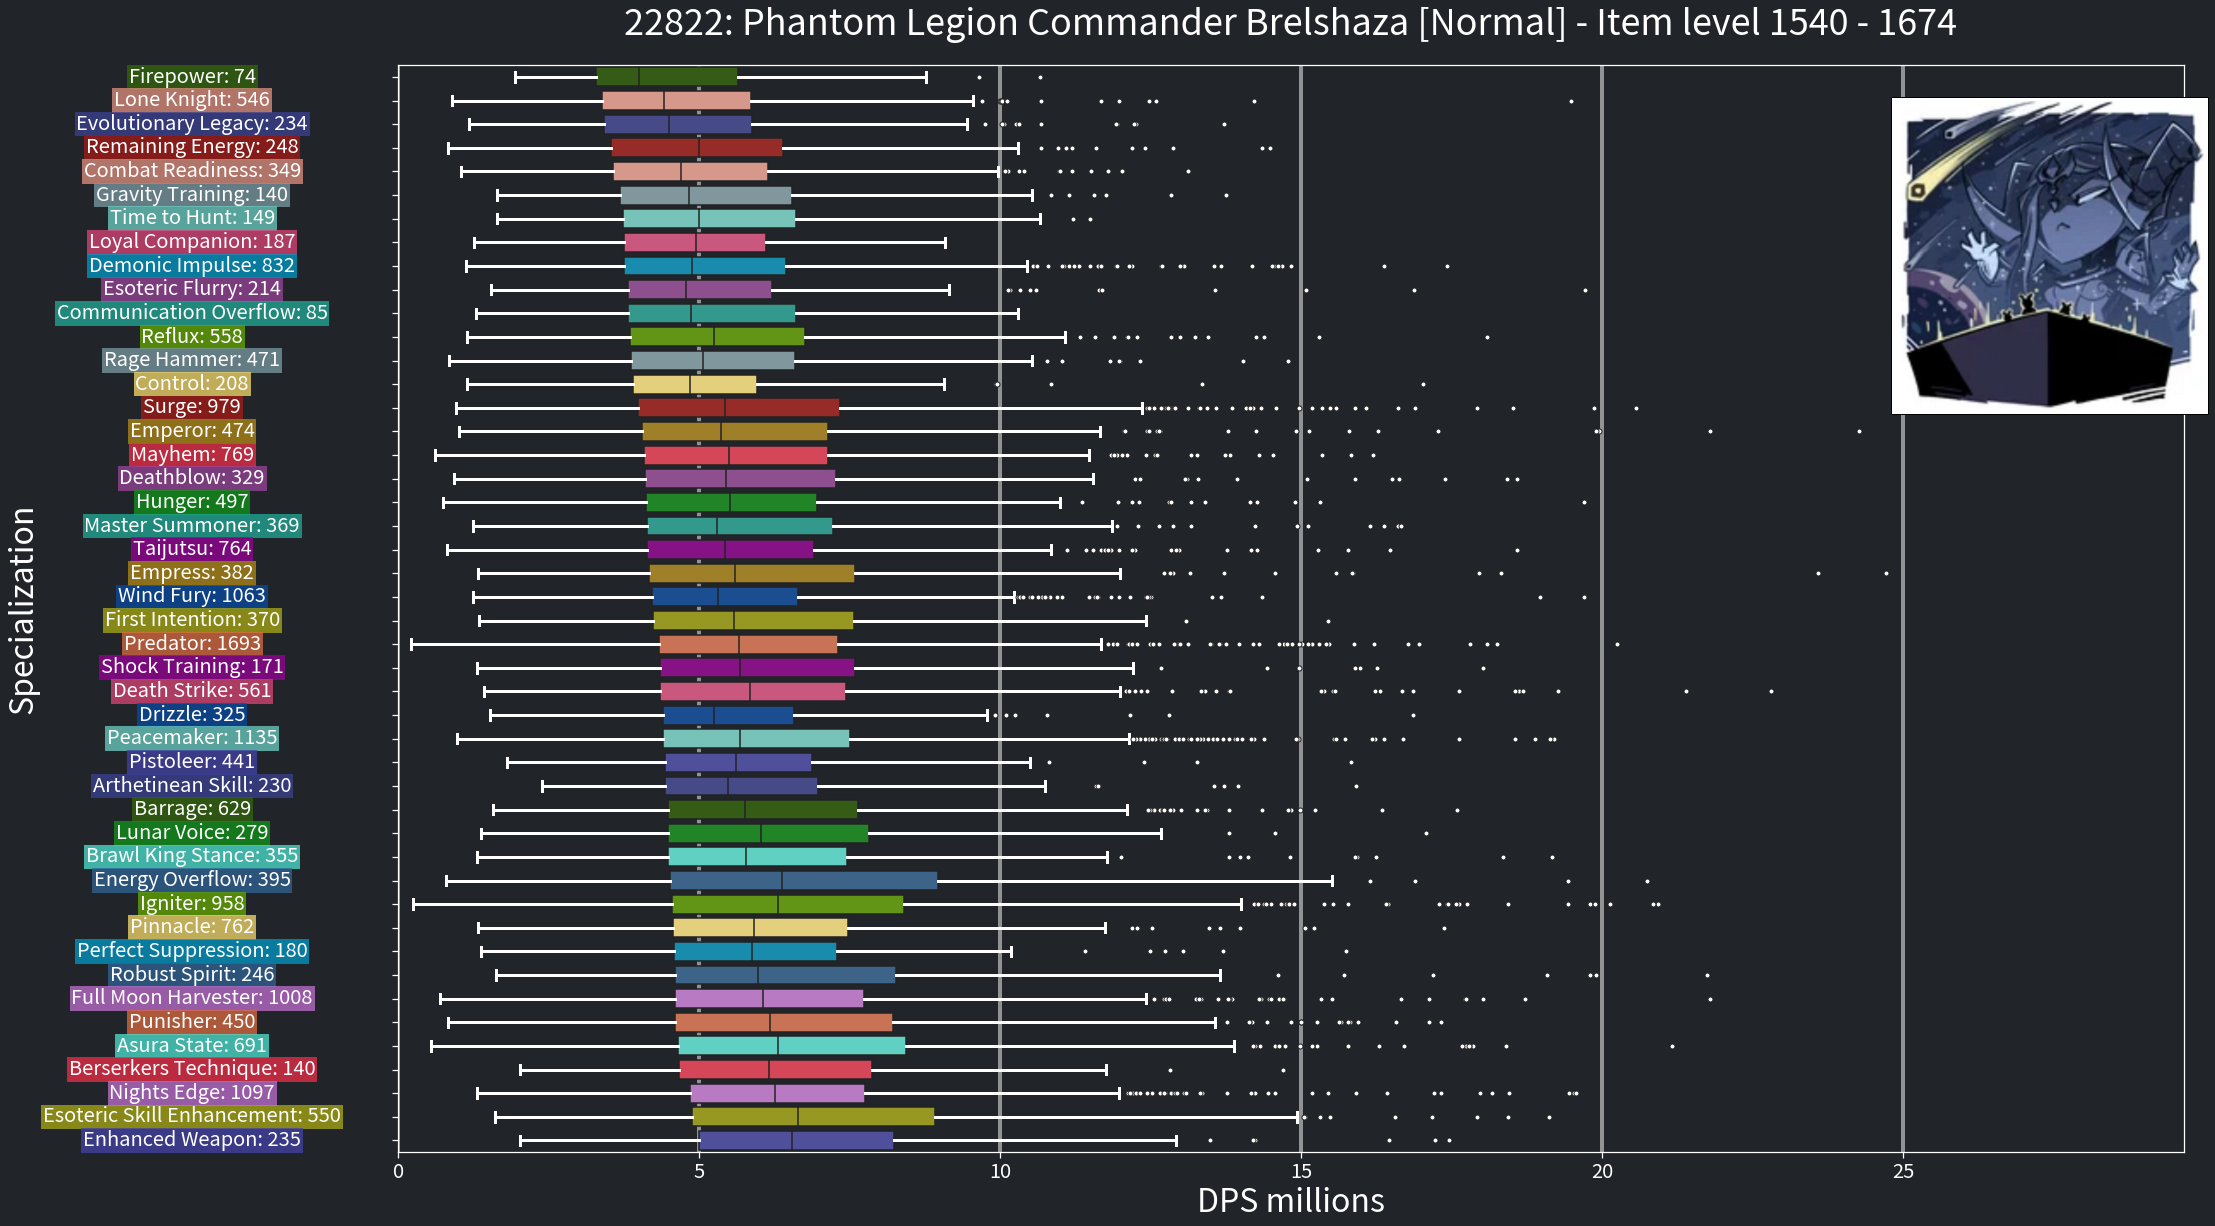 22822: Phantom Legion Commander Brelshaza [Normal] - Item level 1540 - 1674
Firepower: 74
Lone Knight: 546
Evolutionary Legacy: 234
Remaining Energy: 248
Combat Readiness: 349
Gravity Training: 140
Time to Hunt: 149
Loyal Companion: 187
Demonic Impulse: 832
Esoteric Flurry: 214
Communication Overflow: 85
Reflux: 558
Rage Hammer: 471
Control: 208
Surge: 979
Emperor: 474
Mayhem: 769
Deathblow: 329
Hunger: 497
Master Summoner: 369
Taijutsu: 764
Empress: 382
Wind Fury: 1063
First Intention: 370
Predator: 1693
Shock Training: 171
Death Strike: 561
Drizzle: 325
Peacemaker: 1135
Pistoleer: 441
Arthetinean Skill: 230
Barrage: 629
Lunar Voice: 279
Brawl King Stance: 355
Energy Overflow: 395
Igniter: 958
Pinnacle: 762
Perfect Suppression: 180
Robust Spirit: 246
Full Moon Harvester: 1008
Punisher: 450
Asura State: 691
Berserkers Technique: 140
Nights Edge: 1097
Esoteric Skill Enhancement: 550
Enhanced Weapon: 235
Specialization
0 5 10 15 20 25
DPS millions